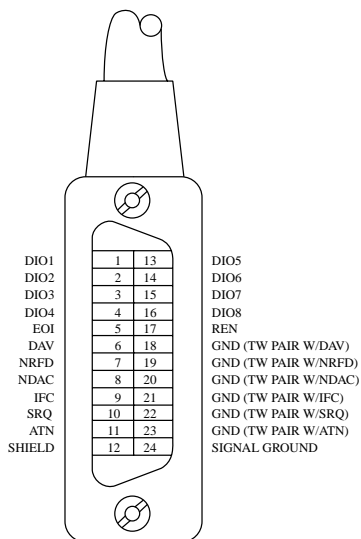 DIO1 1 13 DIO5
DIO2 2 14 DIO6
DIO3 3 15 DIO7
DIO4 4 16 DIO8
EOI 5 17 REN
DAV 6 18 GND (TW PAIR W/DAV)
NRFD 7 19 GND (TW PAIR W/NRFD)
NDAC 8 20 GND (TW PAIR W/NDAC)
IFC 9 21 GND (TW PAIR W/IFC)
SRQ 10 22 GND (TW PAIR W/SRQ)
ATN 11 23 GND (TW PAIR W/ATN)
SHIELD 12 24 SIGNAL GROUND